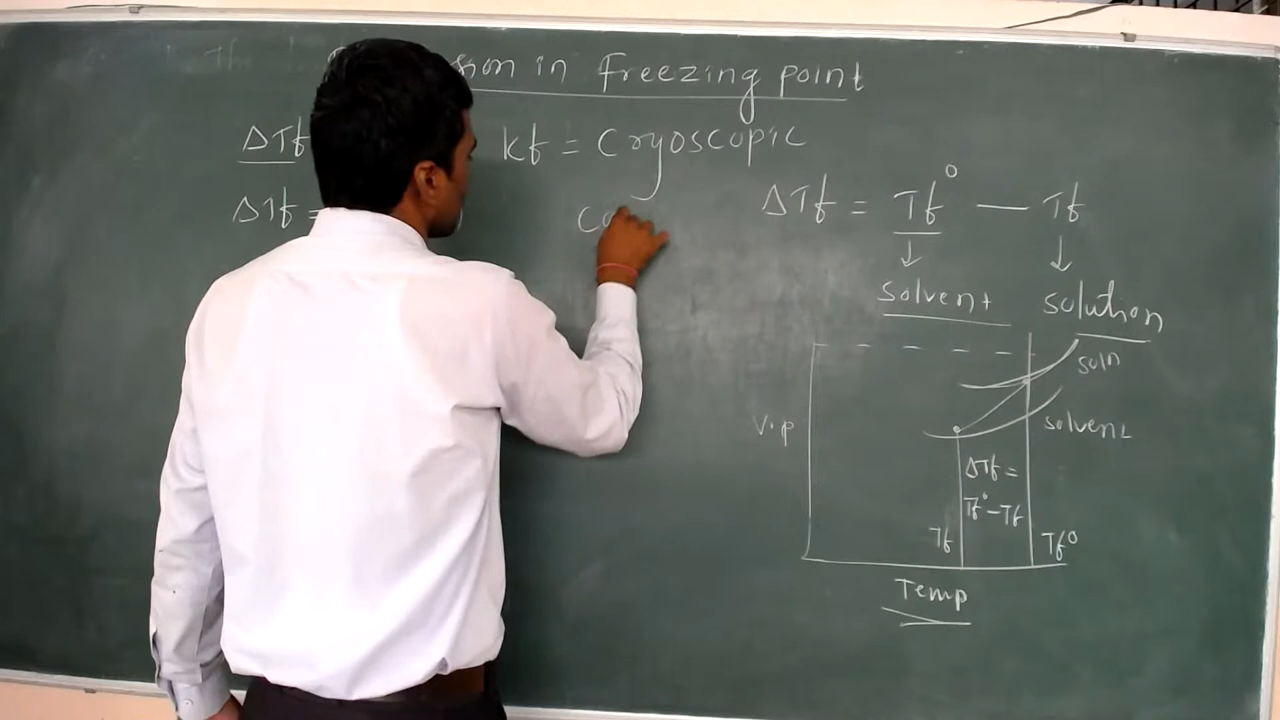 sion in freezing point
ΔTf
Kf = Cryoscopic
ΔTf =
Co
ΔTf = Tf° — Tf
↓ ↓
Solvent solution
soln
V.p
solvent
ΔTf =
Tf° - Tf
Tf Tf°
Temp